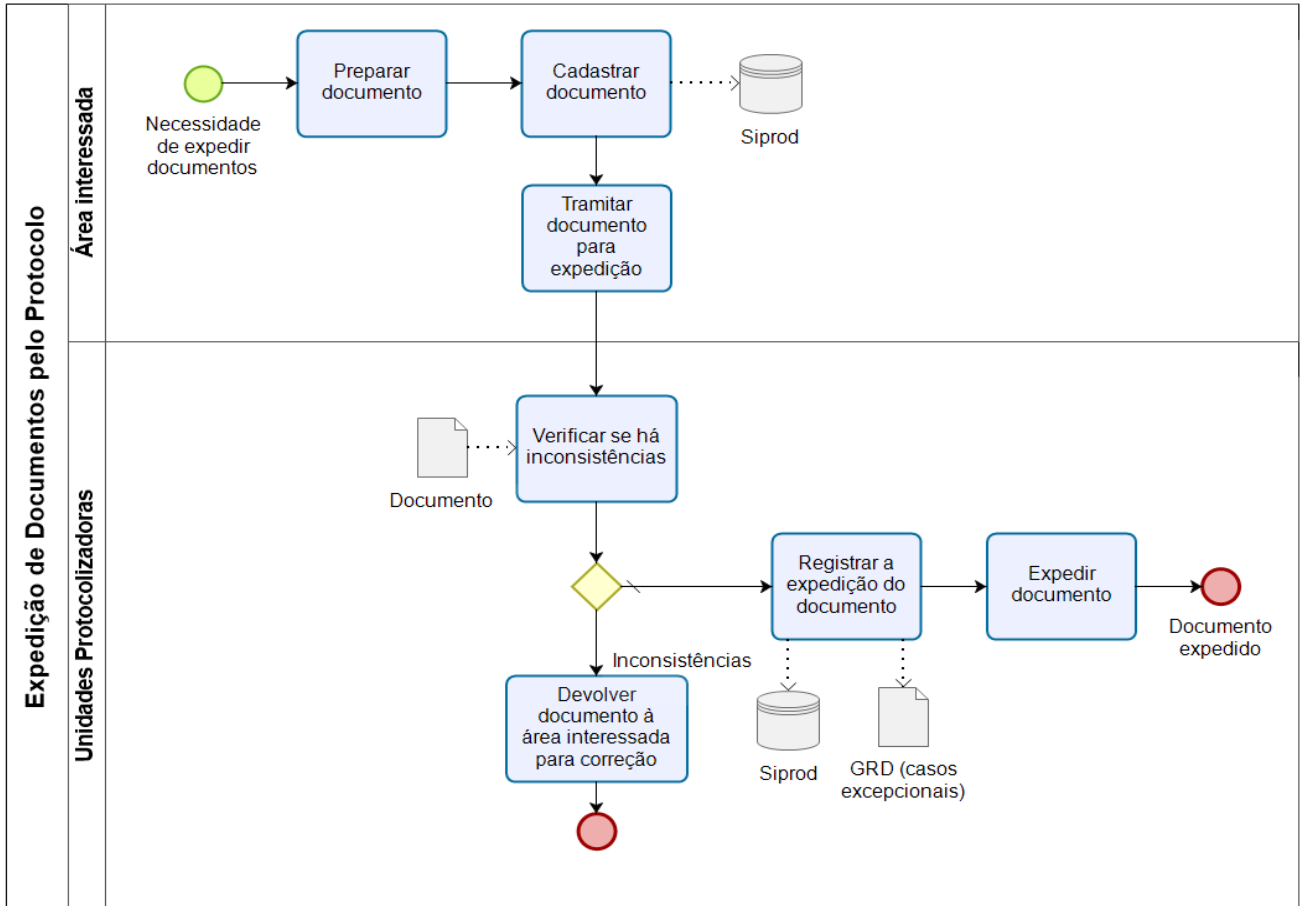 Expedição de Documentos pelo Protocolo
Área interessada
Necessidade
de expedir
documentos
Preparar
documento
Cadastrar
documento
Siprod
Tramitar
documento
para
expedição
Unidades Protocolizadoras
Documento
Verificar se há
inconsistências
Inconsistências
Devolver
documento à
área interessada
para correção
Registrar a
expedição do
documento
Siprod
GRD (casos
excepcionais)
Expedir
documento
Documento
expedido